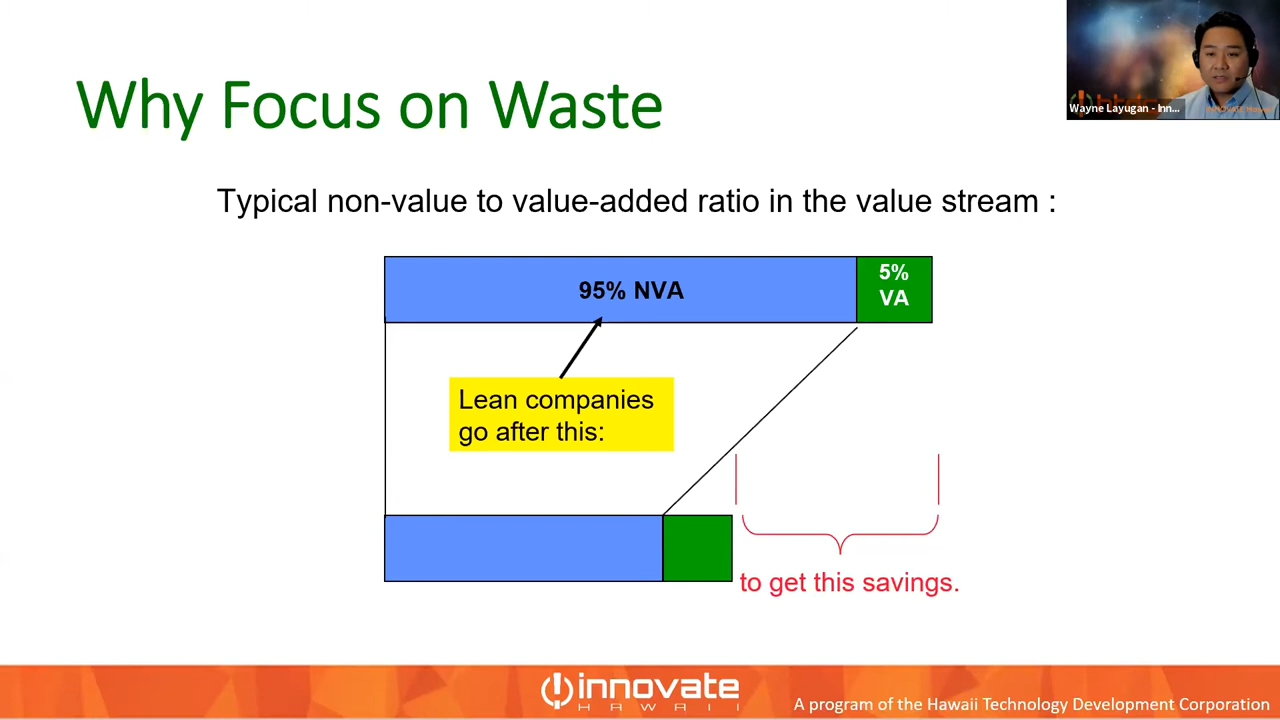 Why Focus on Waste
Wayne Layugan - Inn...
Typical non-value to value-added ratio in the value stream :
95% NVA
5%
VA
Lean companies
go after this:
to get this savings.
innovate
HAWAII
A program of the Hawaii Technology Development Corporation